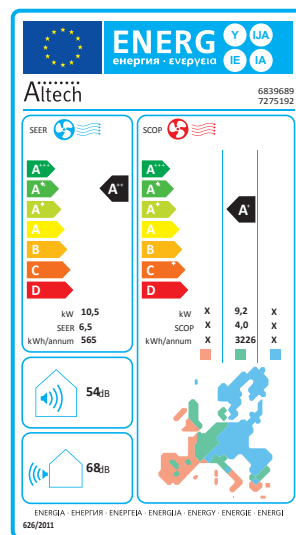 ENERG Y IJA
енергия · ενεργεια IE IA
Altech
6839689
7275192
SEER
SCOP
A+++
A++
A+
A
B
C
D
A++
kW 10,5
SEER 6,5
kWh/annum 565
A+++
A++
A+
A
B
C
D
A+
kW X 9,2 X
SCOP X 4,0 X
kWh/annum X 3226 X
54dB
68dB
ENERGIA · ЕНЕРГИЯ · ΕΝΕΡΓΕΙΑ · ENERGIJA · ENERGY · ENERGIE · ENERGI
626/2011